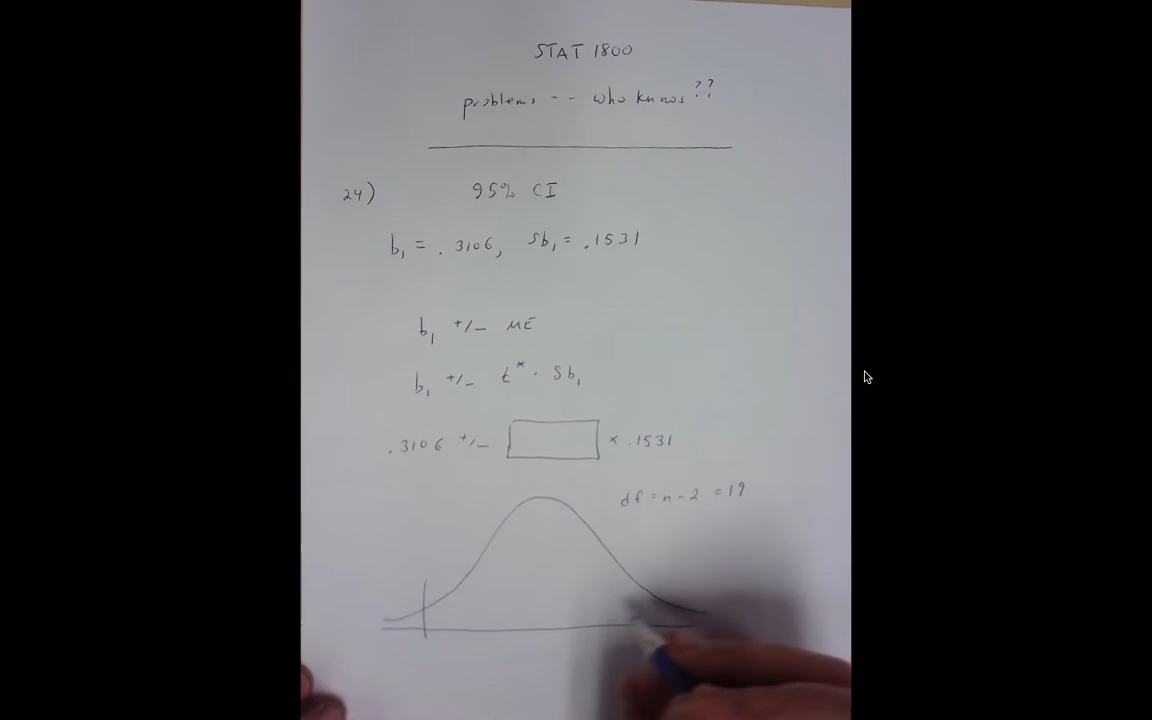 STAT 1800
problems -- who knows??
24) 95% CI
b₁ = .3106, Sb₁ = .1531
b₁ +/- ME
b₁ +/- t* · Sb₁
.3106 +/- × .1531
df = n - 2 = 19